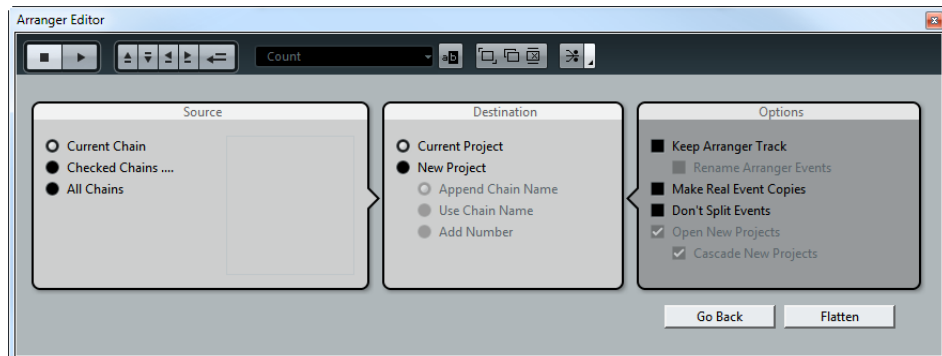 Arranger Editor
Count
a b
Source
Current Chain
Checked Chains ....
All Chains
Destination
Current Project
New Project
Append Chain Name
Use Chain Name
Add Number
Options
Keep Arranger Track
Rename Arranger Events
Make Real Event Copies
Don't Split Events
Open New Projects
Cascade New Projects
Go Back
Flatten